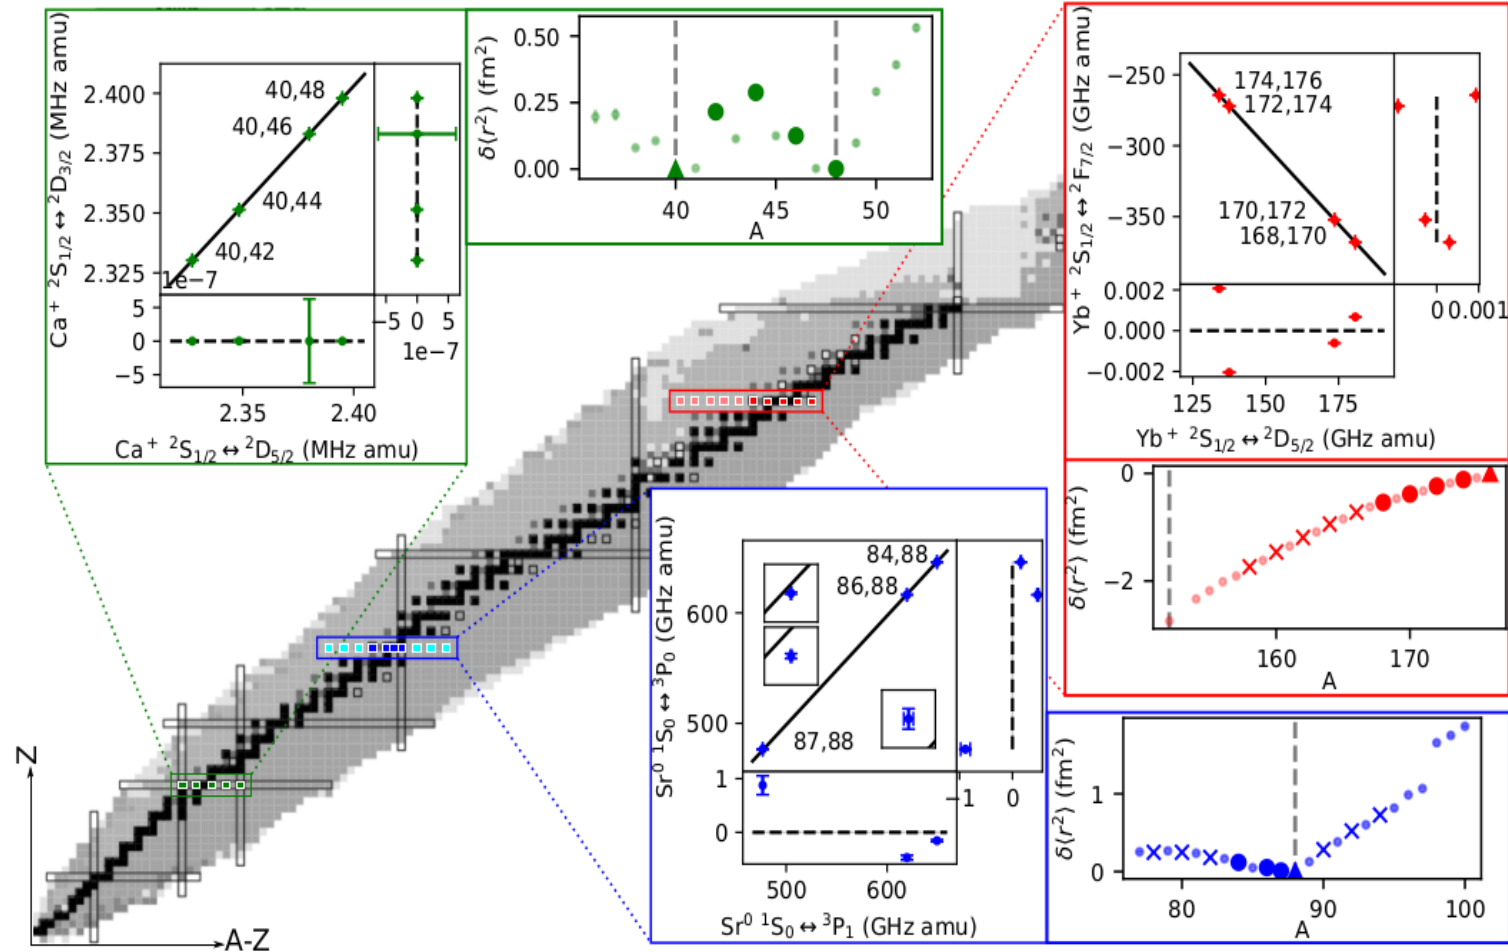 Ca⁺ ²S₁/₂ ↔ ²D₃/₂ (MHz amu)
2.400
2.375
2.350
2.325
40,48
40,46
40,44
40,42
1e-7
5
0
−5
−5 0 5
1e-7
2.35 2.40
Ca⁺ ²S₁/₂ ↔ ²D₅/₂ (MHz amu)
δ⟨r²⟩ (fm²)
0.50
0.25
0.00
40 45 50
A
Yb⁺ ²S₁/₂ ↔ ²F₇/₂ (GHz amu)
−250
−300
−350
174,176
172,174
170,172
168,170
0.002
0.000
−0.002
0 0.001
125 150 175
Yb⁺ ²S₁/₂ ↔ ²D₅/₂ (GHz amu)
δ⟨r²⟩ (fm²)
0
−2
160 170
A
Sr⁰ ¹S₀ ↔ ³P₀ (GHz amu)
600
500
84,88
86,88
87,88
1
0
−1 0
500 600
Sr⁰ ¹S₀ ↔ ³P₁ (GHz amu)
δ⟨r²⟩ (fm²)
1
0
80 90 100
A
Z
A-Z